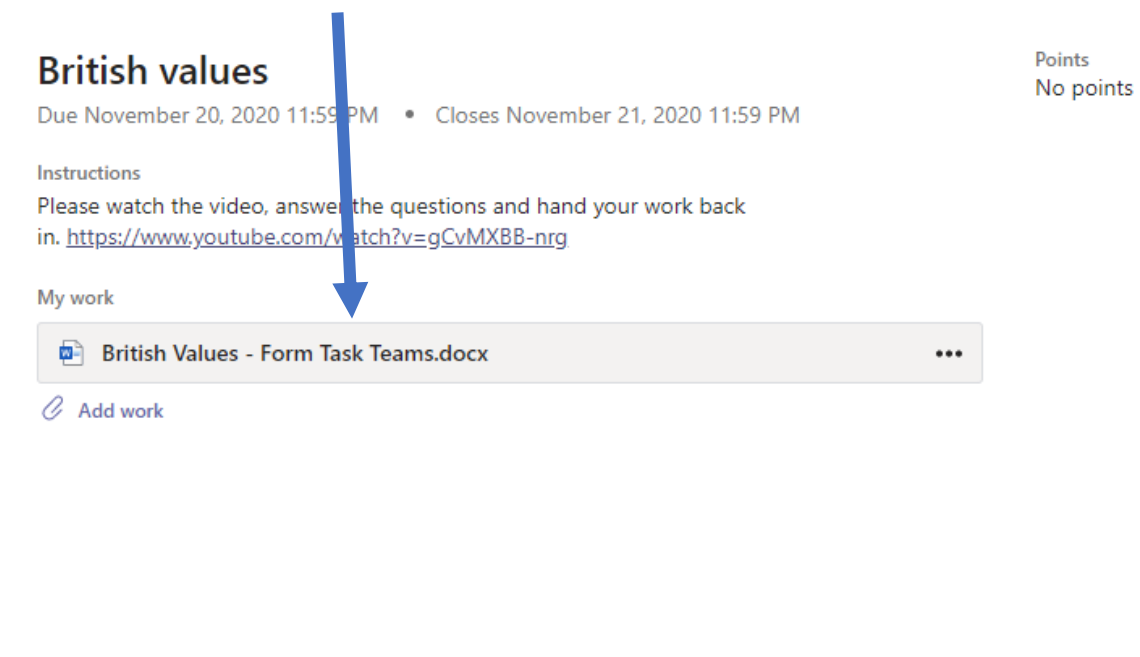 British values
Points
No points
Due November 20, 2020 11:59 PM • Closes November 21, 2020 11:59 PM
Instructions
Please watch the video, answer the questions and hand your work back
in. https://www.youtube.com/watch?v=gCvMXBB-nrg
My work
British Values - Form Task Teams.docx
Add work